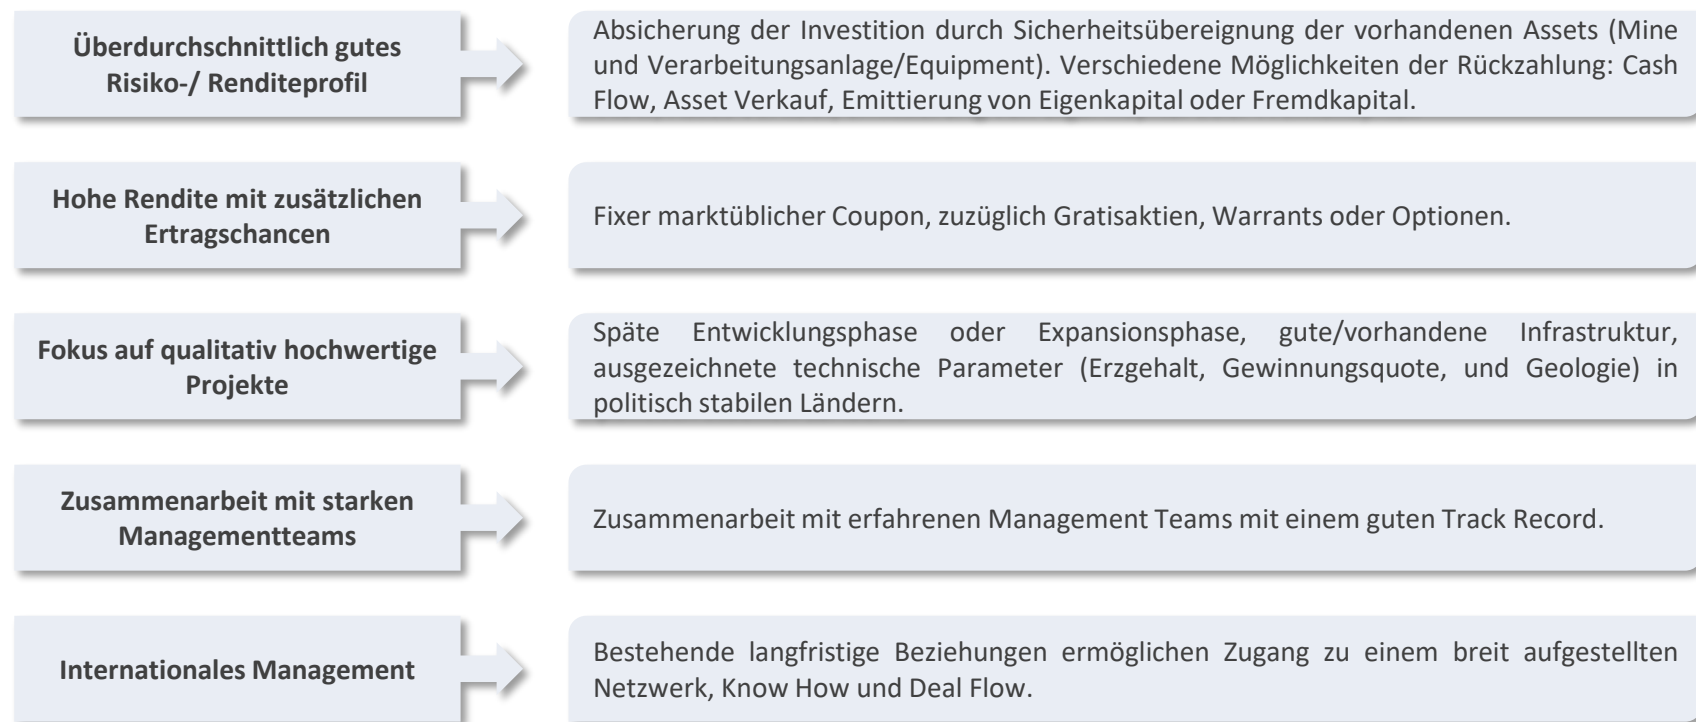 Überdurchschnittlich gutes
Risiko-/ Renditeprofil
Absicherung der Investition durch Sicherheitsübereignung der vorhandenen Assets (Mine
und Verarbeitungsanlage/Equipment). Verschiedene Möglichkeiten der Rückzahlung: Cash
Flow, Asset Verkauf, Emittierung von Eigenkapital oder Fremdkapital.
Hohe Rendite mit zusätzlichen
Ertragschancen
Fixer marktüblicher Coupon, zuzüglich Gratisaktien, Warrants oder Optionen.
Fokus auf qualitativ hochwertige
Projekte
Späte Entwicklungsphase oder Expansionsphase, gute/vorhandene Infrastruktur,
ausgezeichnete technische Parameter (Erzgehalt, Gewinnungsquote, und Geologie) in
politisch stabilen Ländern.
Zusammenarbeit mit starken
Managementteams
Zusammenarbeit mit erfahrenen Management Teams mit einem guten Track Record.
Internationales Management
Bestehende langfristige Beziehungen ermöglichen Zugang zu einem breit aufgestellten
Netzwerk, Know How und Deal Flow.